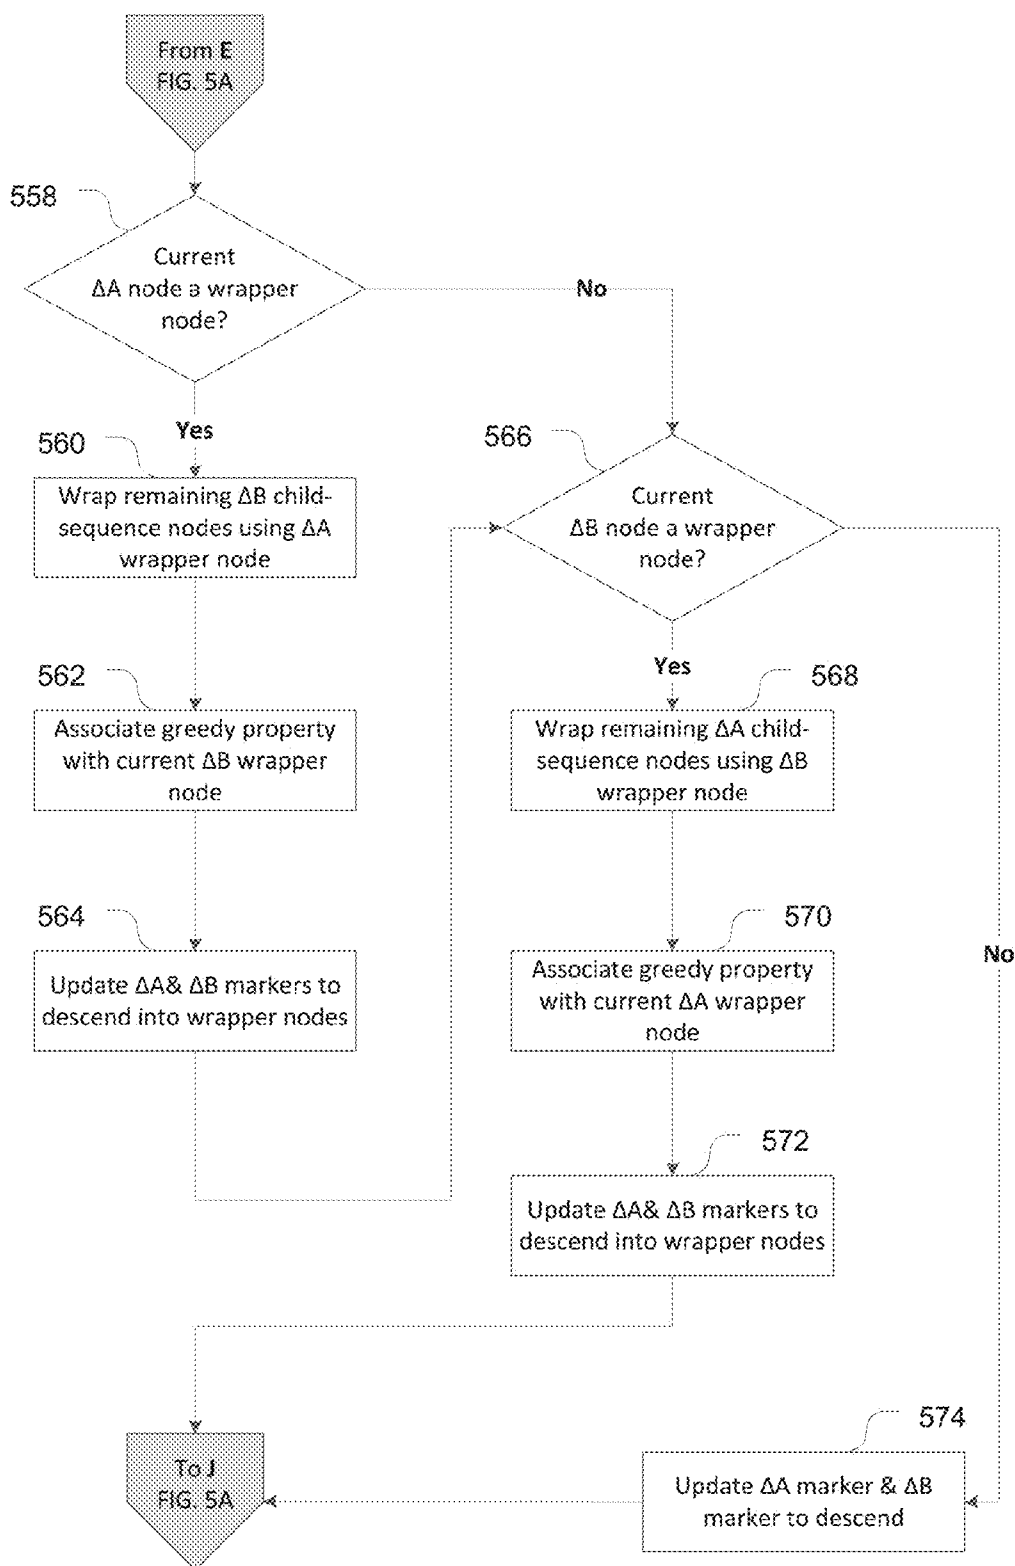 From E
FIG. 5A
558
Current
ΔA node a wrapper
node?
No
Yes
560
Wrap remaining ΔB child-
sequence nodes using ΔA
wrapper node
566
Current
ΔB node a wrapper
node?
562
Associate greedy property
with current ΔB wrapper
node
Yes
568
Wrap remaining ΔA child-
sequence nodes using ΔB
wrapper node
564
Update ΔA& ΔB markers to
descend into wrapper nodes
570
Associate greedy property
with current ΔA wrapper
node
No
572
Update ΔA& ΔB markers to
descend into wrapper nodes
574
Update ΔA marker & ΔB
marker to descend
To J
FIG. 5A